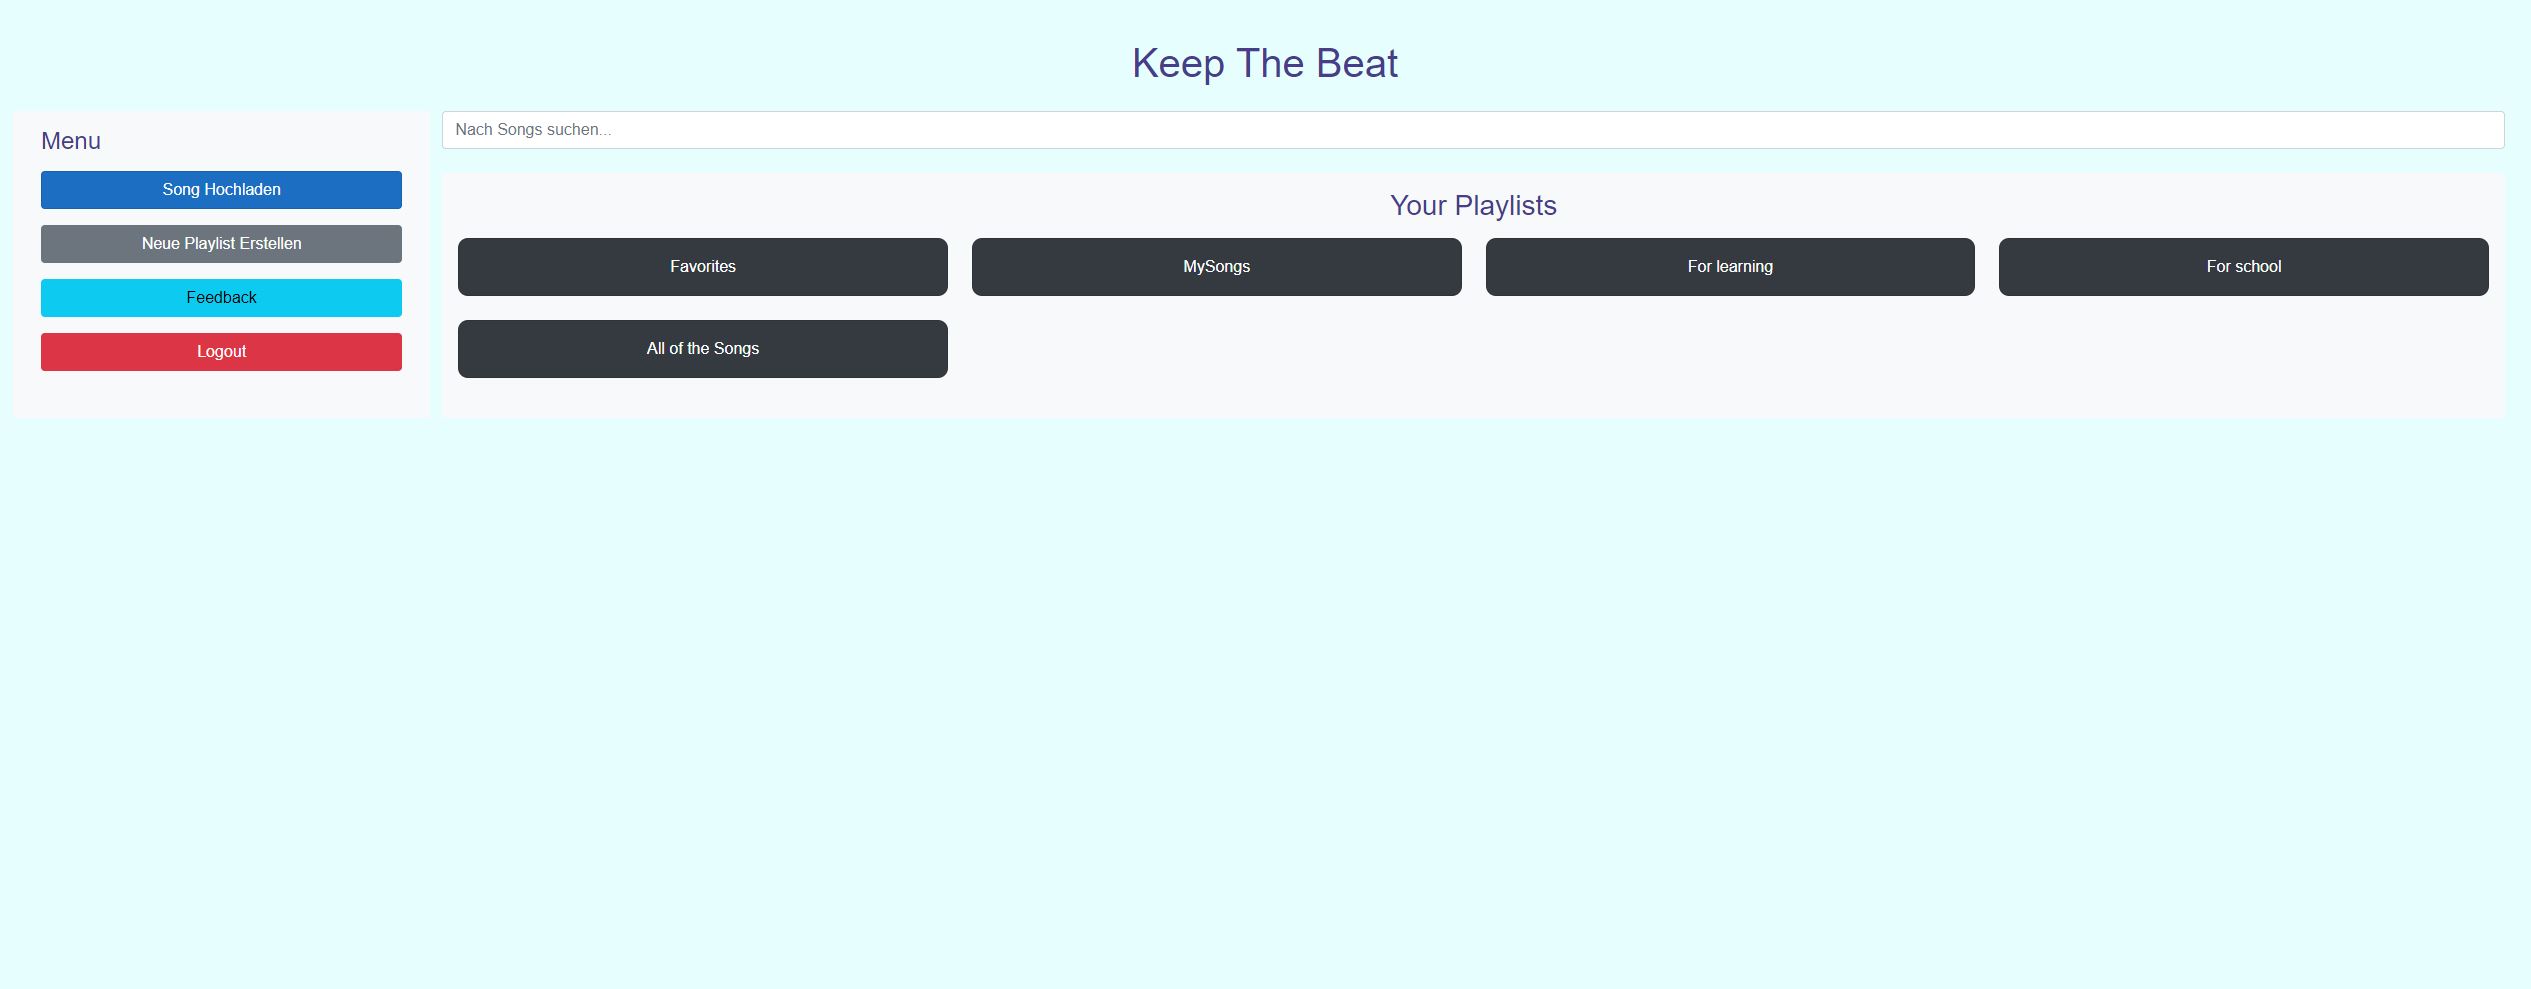 Keep The Beat
Menu
Song Hochladen
Neue Playlist Erstellen
Feedback
Logout
Nach Songs suchen...
Your Playlists
Favorites
MySongs
For learning
For school
All of the Songs